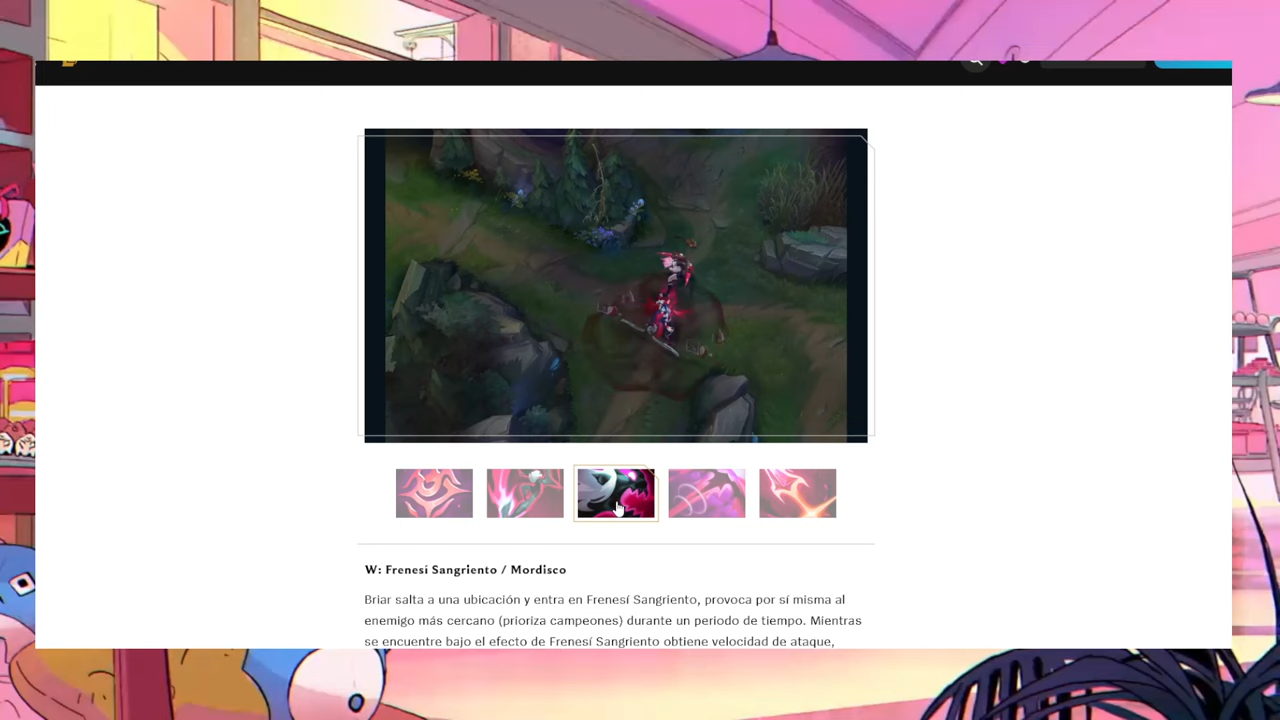 W: Frenesí Sangriento / Mordisco
Briar salta a una ubicación y entra en Frenesí Sangriento, provoca por sí misma al
enemigo más cercano (prioriza campeones) durante un periodo de tiempo. Mientras
se encuentre bajo el efecto de Frenesí Sangriento obtiene velocidad de ataque,